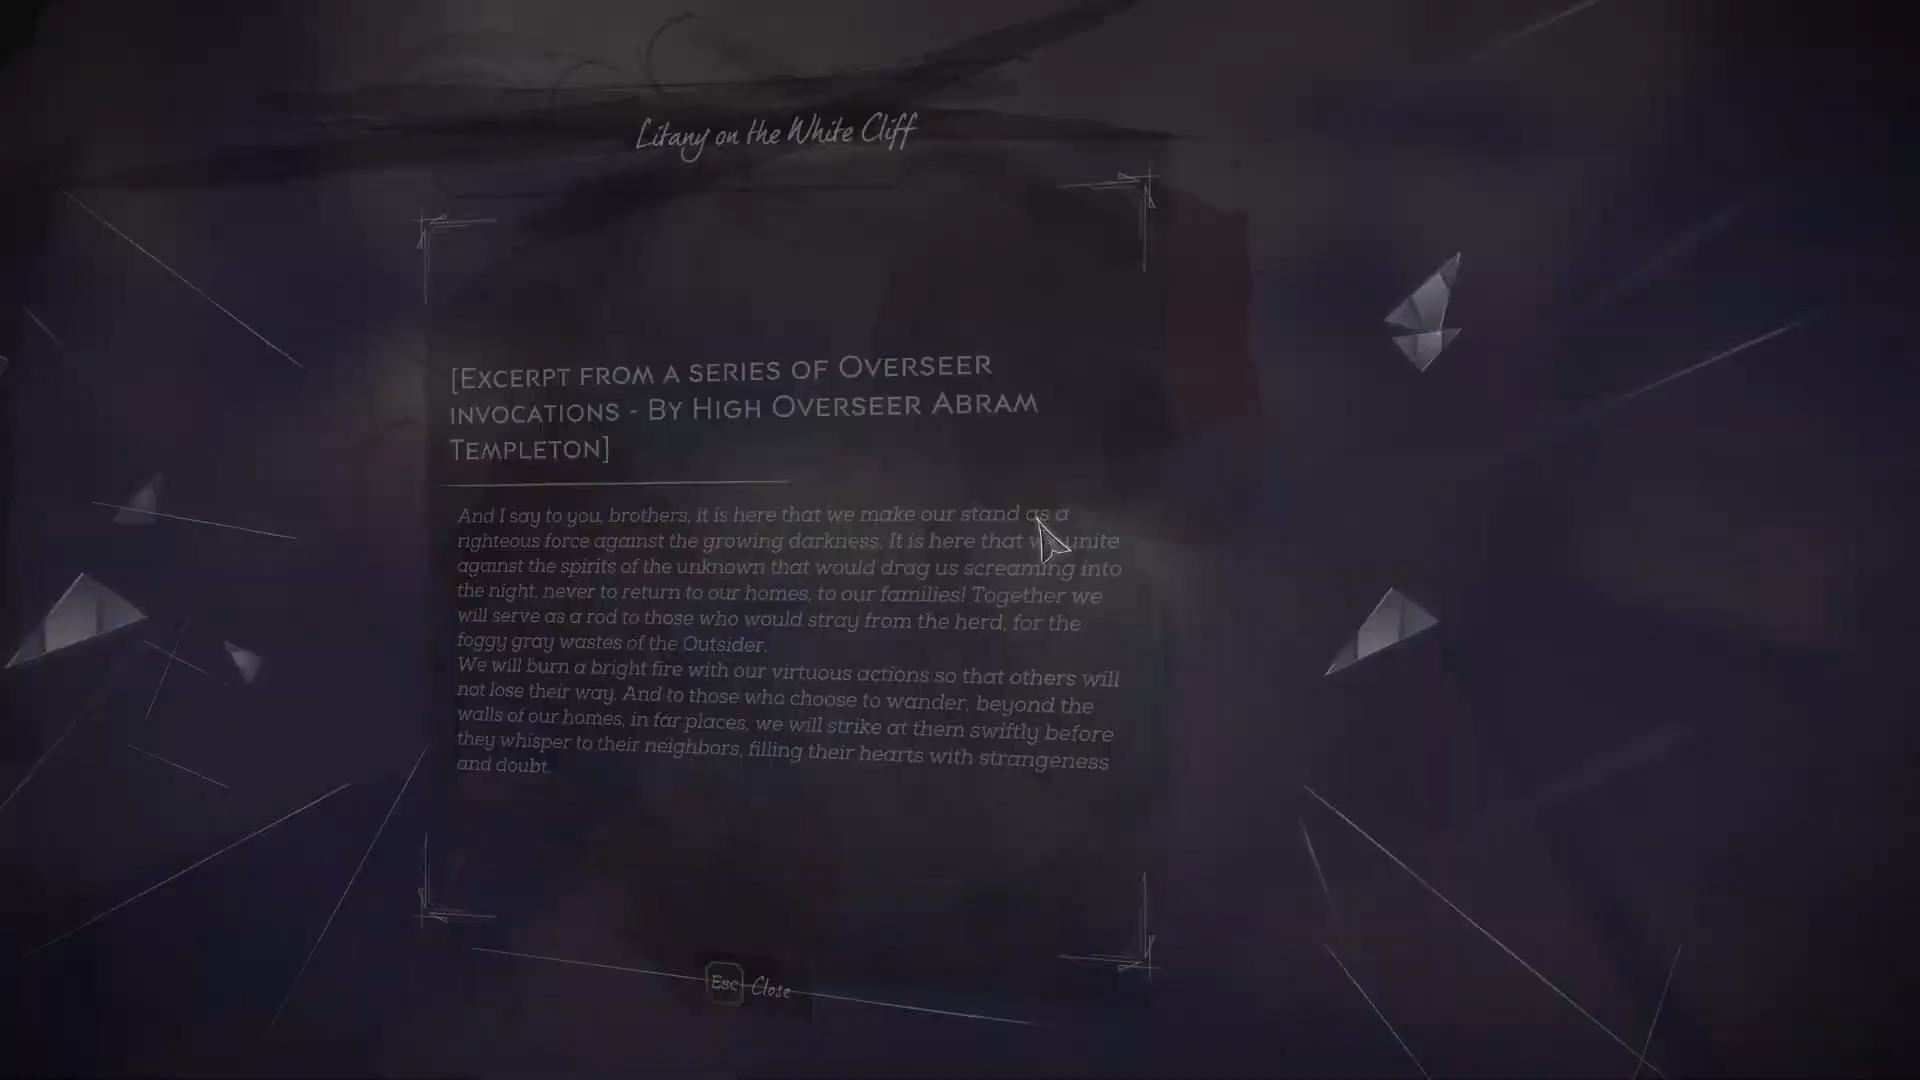 Litany on the White Cliff
[Excerpt from a series of Overseer
invocations - By High Overseer Abram
Templeton]
And I say to you, brothers, it is here that we make our stand as a
righteous force against the growing darkness. It is here that we unite
against the spirits of the unknown that would drag us screaming into
the night, never to return to our homes, to our families! Together we
will serve as a rod to those who would stray from the herd, for the
foggy gray wastes of the Outsider.
We will burn a bright fire with our virtuous actions so that others will
not lose their way. And to those who choose to wander, beyond the
walls of our homes, in far places, we will strike at them swiftly before
they whisper to their neighbors, filling their hearts with strangeness
and doubt.
Esc Close